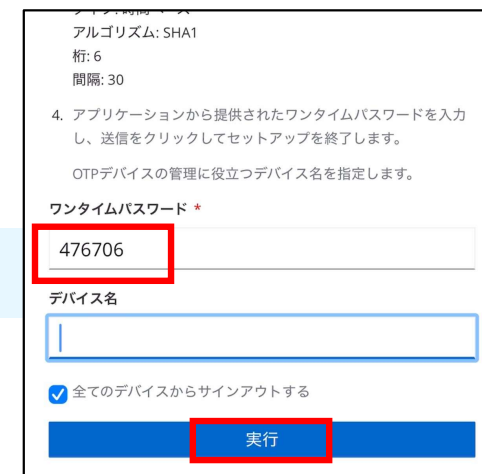 アルゴリズム: SHA1
桁: 6
間隔: 30
4. アプリケーションから提供されたワンタイムパスワードを入力
し、送信をクリックしてセットアップを終了します。
OTPデバイスの管理に役立つデバイス名を指定します。
ワンタイムパスワード *
476706
デバイス名
全てのデバイスからサインアウトする
実行